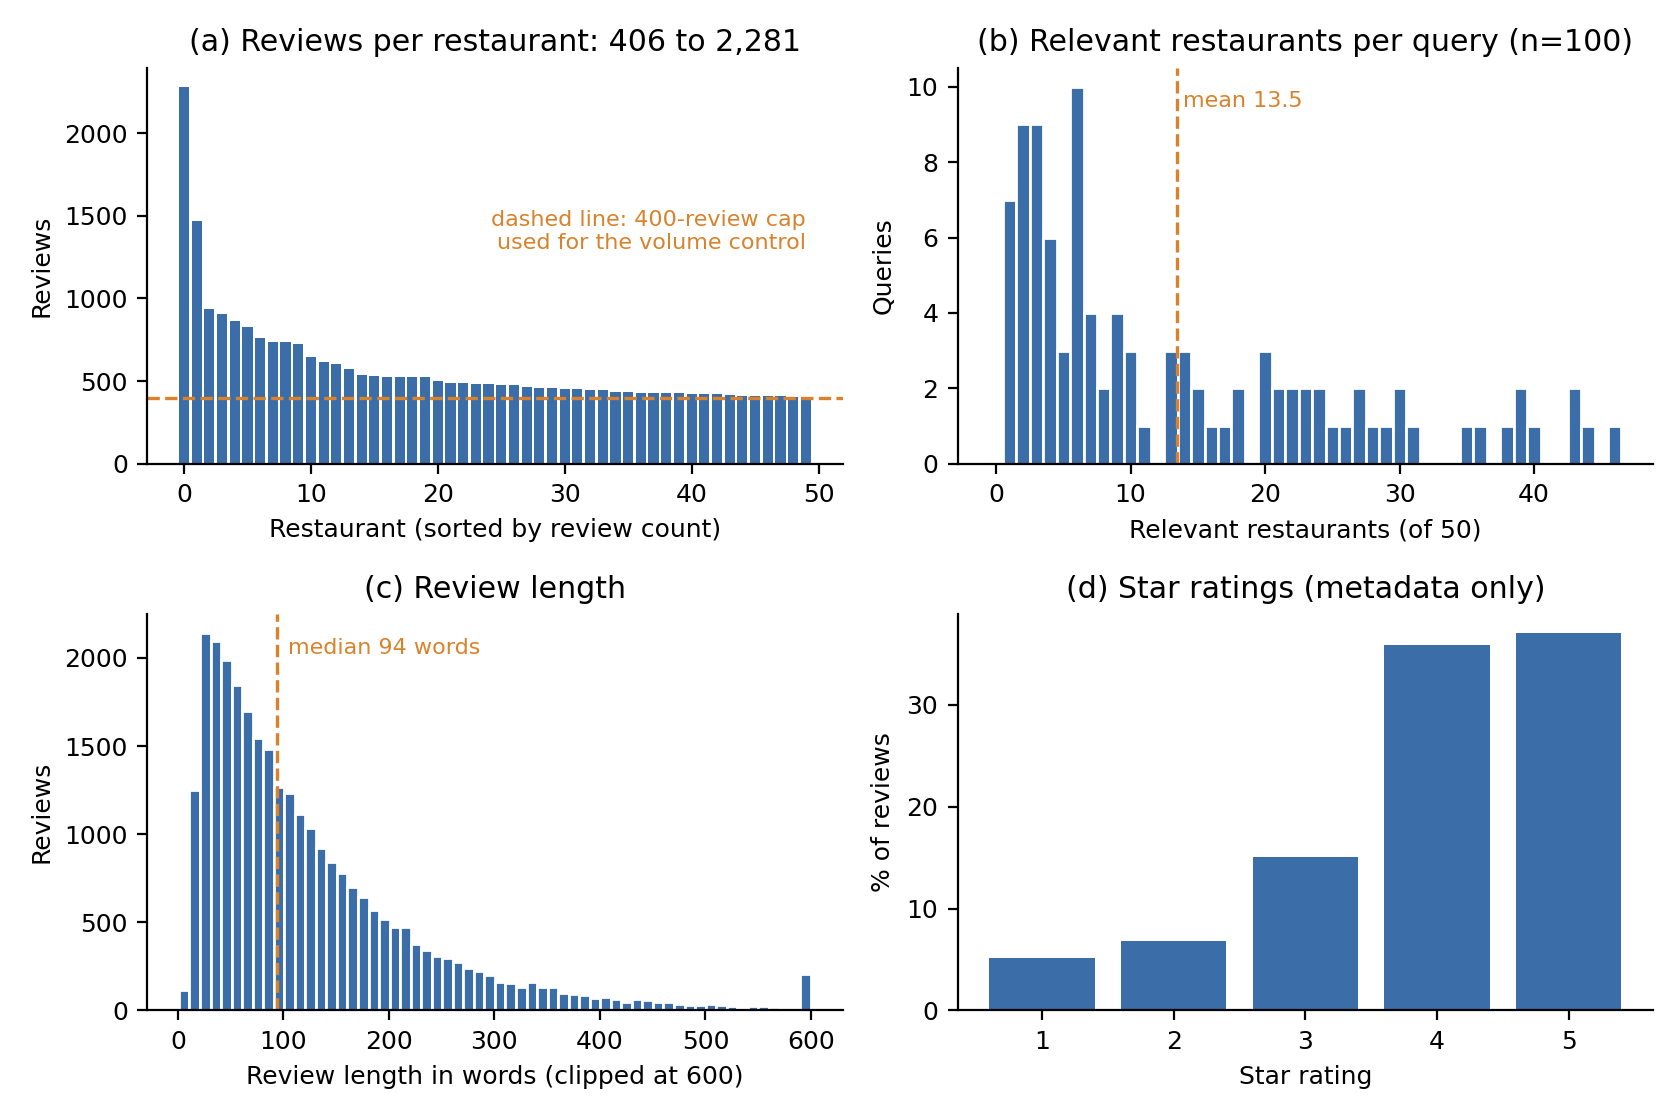 (a) Reviews per restaurant: 406 to 2,281
2000
1500
1000
500
0
Reviews
dashed line: 400-review cap
used for the volume control
0 10 20 30 40 50
Restaurant (sorted by review count)
(b) Relevant restaurants per query (n=100)
10
8
6
4
2
0
Queries
mean 13.5
0 10 20 30 40
Relevant restaurants (of 50)
(c) Review length
2000
1500
1000
500
0
Reviews
median 94 words
0 100 200 300 400 500 600
Review length in words (clipped at 600)
(d) Star ratings (metadata only)
30
20
10
0
% of reviews
1 2 3 4 5
Star rating